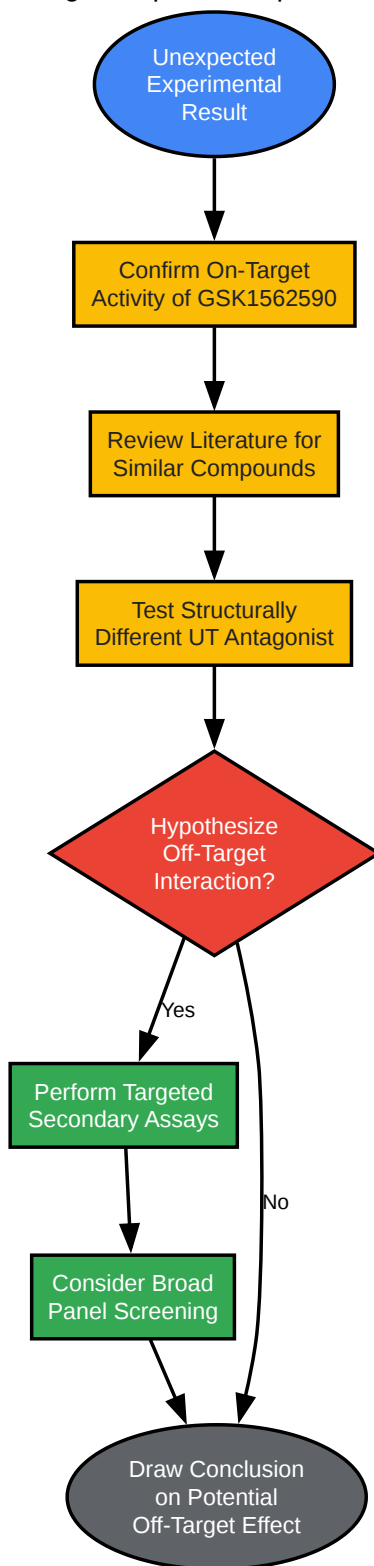 Unexpected
Experimental
Result
Confirm On-Target
Activity of GSK1562590
Review Literature for
Similar Compounds
Test Structurally
Different UT Antagonist
Hypothesize
Off-Target
Interaction?
Yes
Perform Targeted
Secondary Assays
No
Consider Broad
Panel Screening
Draw Conclusion
on Potential
Off-Target Effect